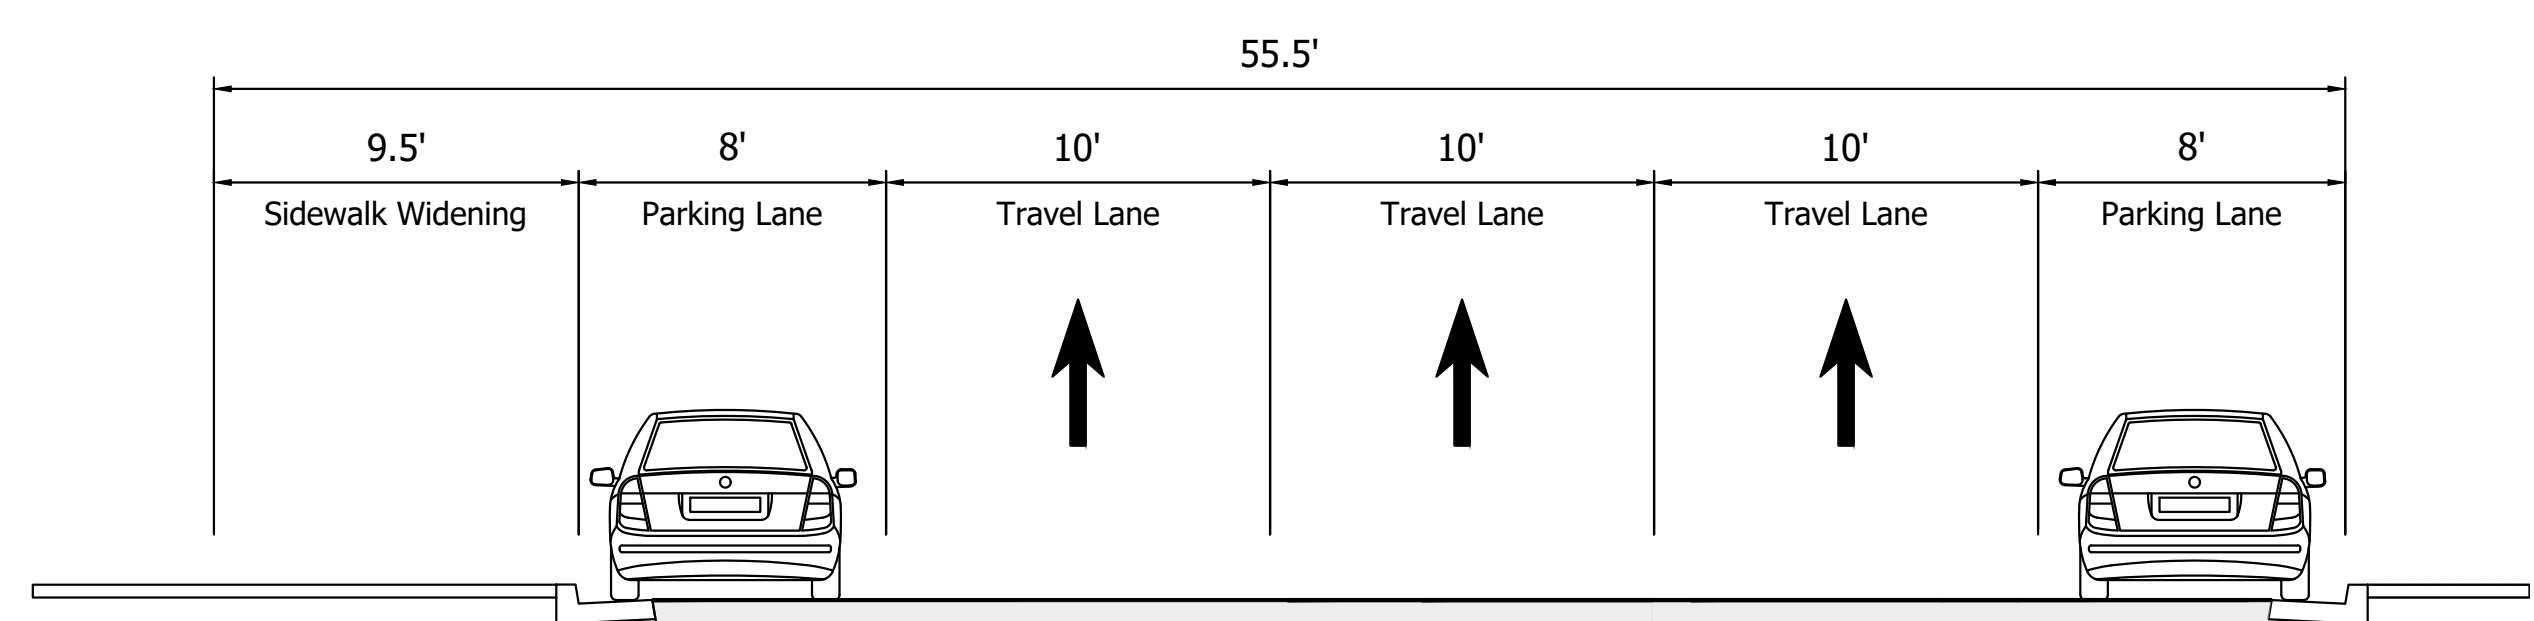 55.5'
9.5' 8' 10' 10' 10' 8'
Sidewalk Widening Parking Lane Travel Lane Travel Lane Travel Lane Parking Lane